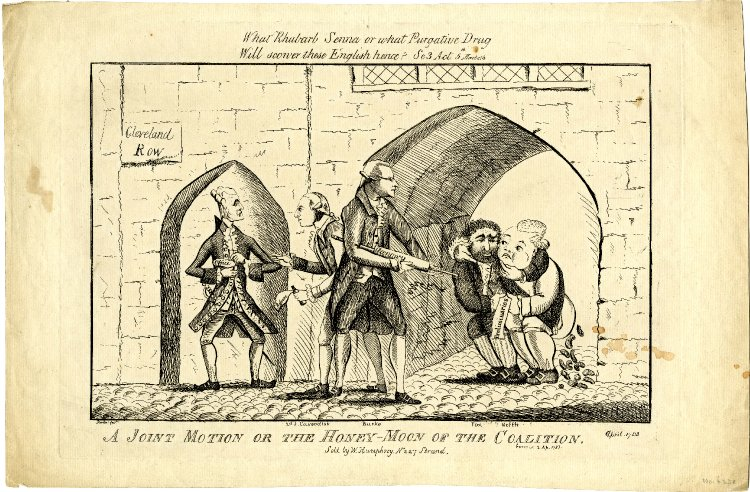 What Rhubarb Senna or what Purgative Drug
Will scower these English hence? Se 3 Act 5 Macbeth
Cleveland
Row
Ld J. Cavendish Burke Fox North
A JOINT MOTION OR THE HONEY-MOON OF THE COALITION.
April. 1783
Sold by W. Humphrey. No 227 Strand.